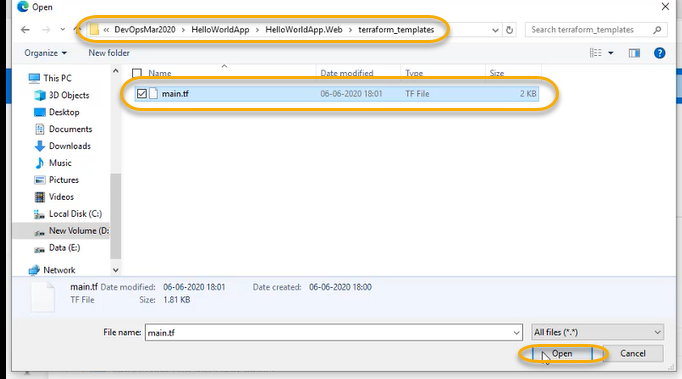 Open
« DevOpsMar2020 > HelloWorldApp > HelloWorldApp.Web > terraform_templates
Search terraform_templates
Organize
New folder
Name Date modified Type Size
main.tf 06-06-2020 18:01 TF File 2 KB
This PC
3D Objects
Desktop
Documents
Downloads
Music
Pictures
Videos
Local Disk (C:)
New Volume (D:
Data (E:)
Network
main.tf Date modified: 06-06-2020 18:01 Date created: 06-06-2020 18:00
TF File Size: 1.81 KB
File name: main.tf All files (*.*)
Open Cancel